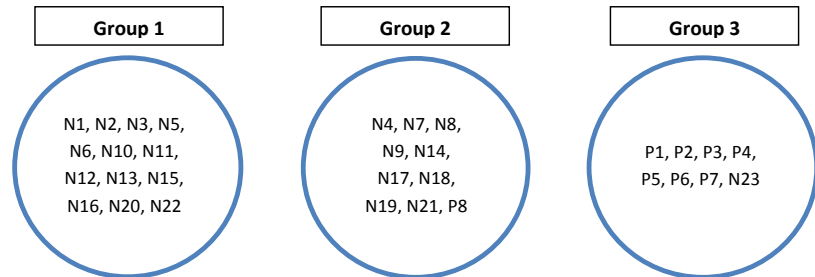 Group 1
N1, N2, N3, N5,
N6, N10, N11,
N12, N13, N15,
N16, N20, N22
Group 2
N4, N7, N8,
N9, N14,
N17, N18,
N19, N21, P8
Group 3
P1, P2, P3, P4,
P5, P6, P7, N23